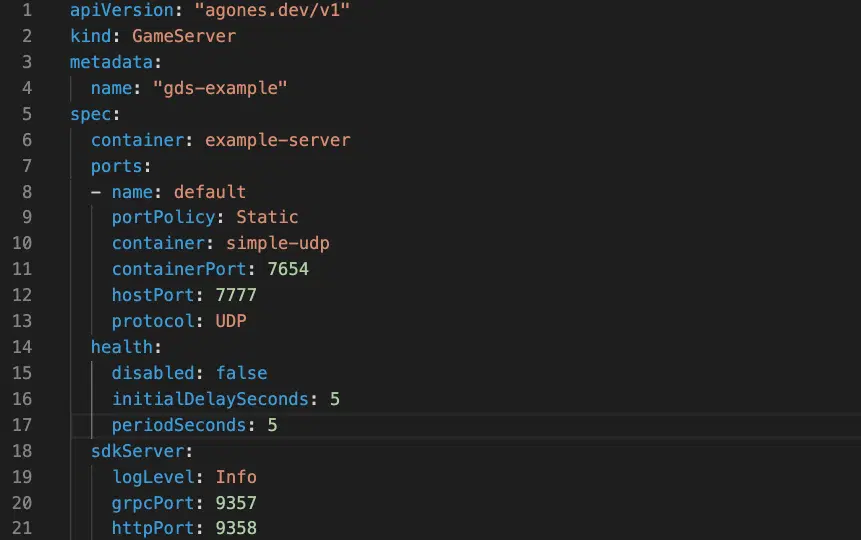 1 apiVersion: "agones.dev/v1"
2 kind: GameServer
3 metadata:
4   name: "gds-example"
5 spec:
6   container: example-server
7   ports:
8   - name: default
9     portPolicy: Static
10     container: simple-udp
11     containerPort: 7654
12     hostPort: 7777
13     protocol: UDP
14   health:
15     disabled: false
16     initialDelaySeconds: 5
17     periodSeconds: 5
18   sdkServer:
19     logLevel: Info
20     grpcPort: 9357
21     httpPort: 9358